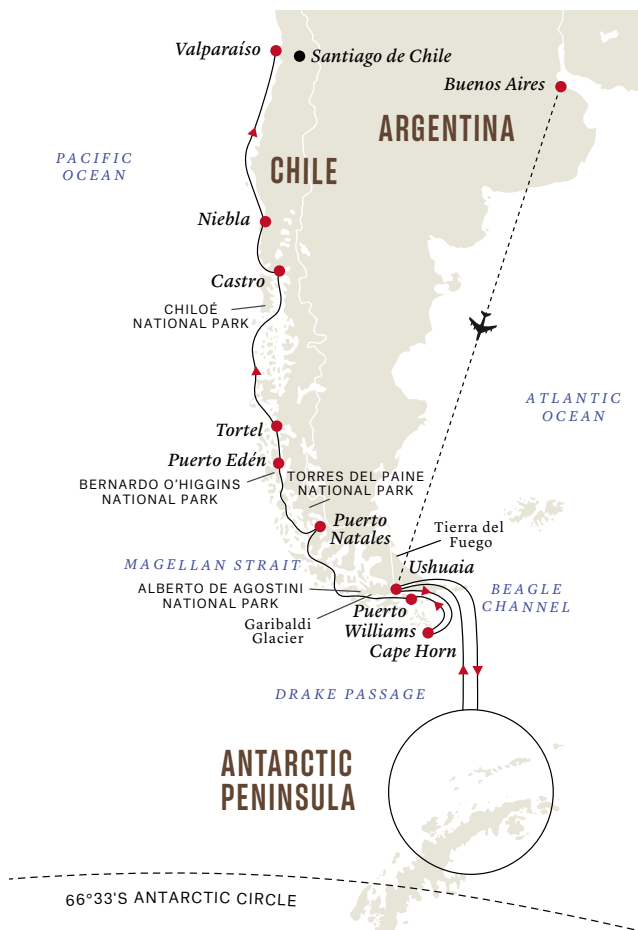 Valparaíso
Santiago de Chile
Buenos Aires
ARGENTINA
PACIFIC
OCEAN
CHILE
Niebla
Castro
CHILOÉ
NATIONAL PARK
ATLANTIC
OCEAN
Tortel
Puerto Edén
BERNARDO O'HIGGINS
NATIONAL PARK
TORRES DEL PAINE
NATIONAL PARK
Puerto
Natales
Tierra del
Fuego
MAGELLAN STRAIT
Ushuaia
ALBERTO DE AGOSTINI
NATIONAL PARK
BEAGLE
CHANNEL
Garibaldi
Glacier
Puerto
Williams
Cape Horn
DRAKE PASSAGE
ANTARCTIC
PENINSULA
66°33'S ANTARCTIC CIRCLE